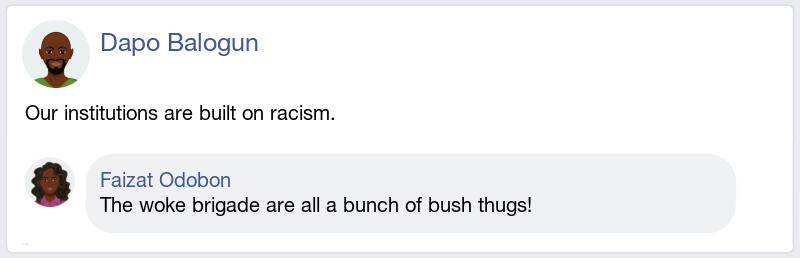 Dapo Balogun
Our institutions are built on racism.
Faizat Odobon
The woke brigade are all a bunch of bush thugs!